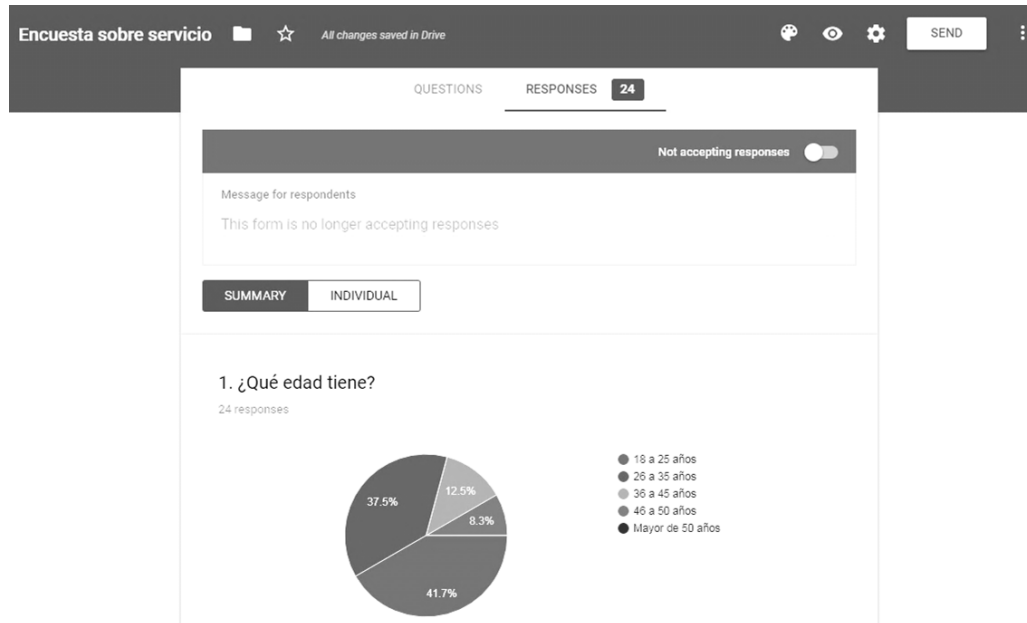 Encuesta sobre servicio All changes saved in Drive SEND
QUESTIONS RESPONSES 24
Not accepting responses
Message for respondents
This form is no longer accepting responses
SUMMARY INDIVIDUAL
1. ¿Qué edad tiene?
24 responses
37.5%
12.5%
8.3%
41.7%
18 a 25 años
26 a 35 años
36 a 45 años
46 a 50 años
Mayor de 50 años